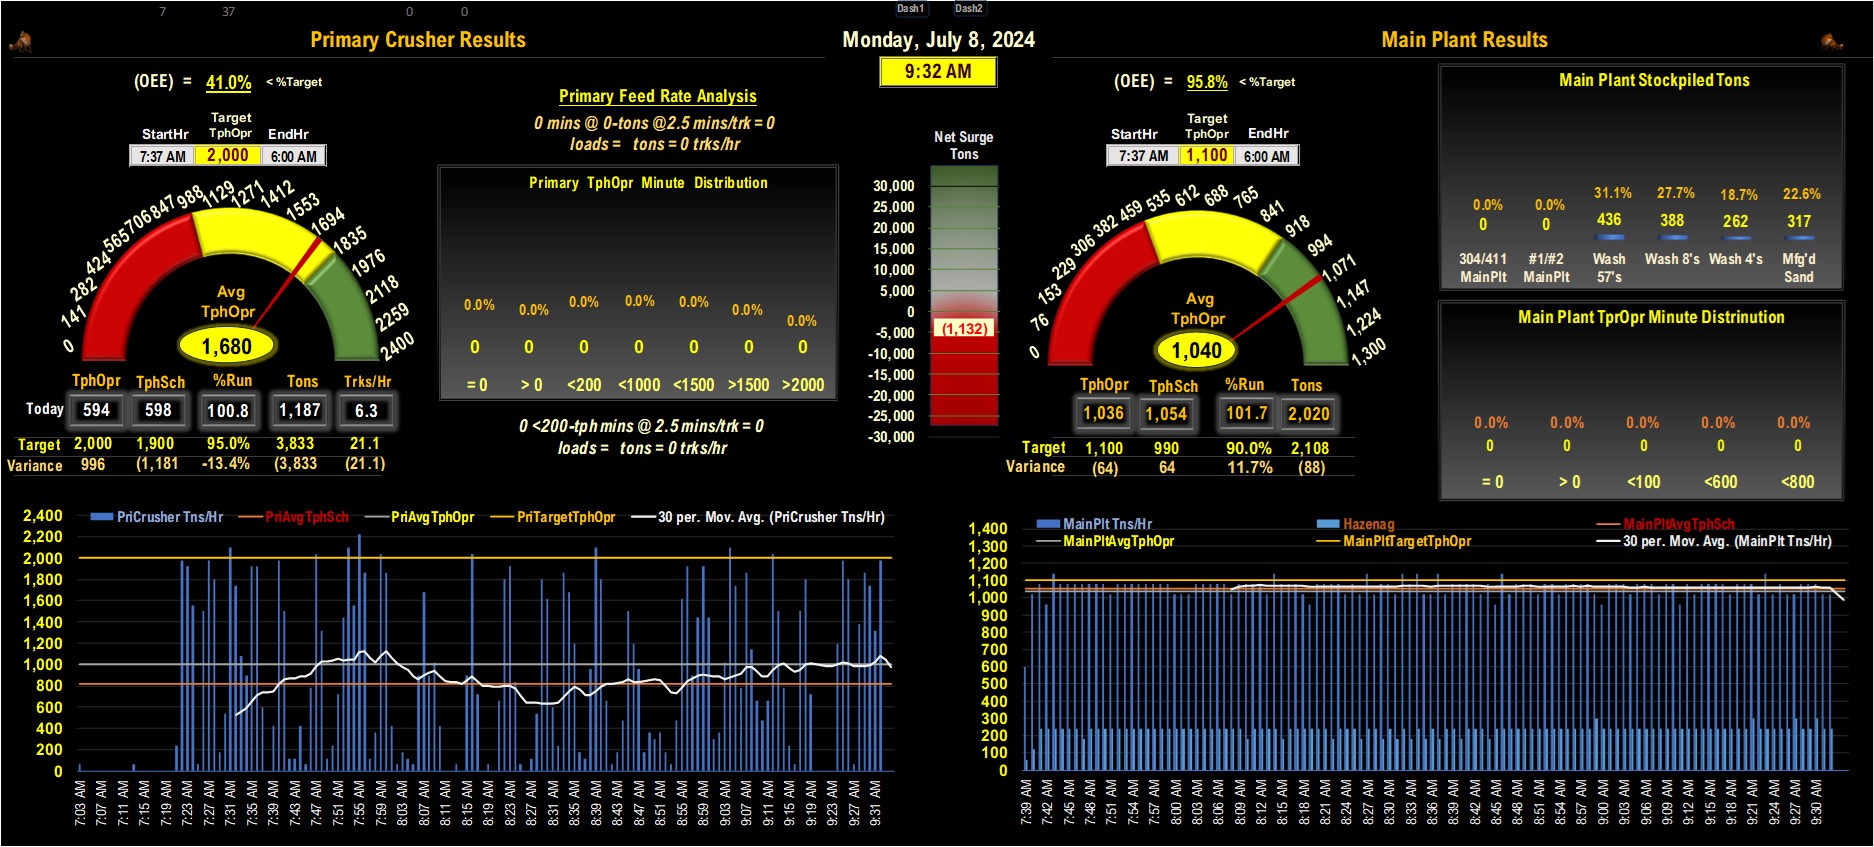 7 37 0 0 Dash1 Dash2
Primary Crusher Results
Monday, July 8, 2024
Main Plant Results
9:32 AM
(OEE) = 41.0% < %Target
Target
StartHr TphOpr EndHr
7:37 AM 2,000 6:00 AM
0 141 282 424 565 706 847 988 1129 1271 1412 1553 1694 1835 1976 2118 2259 2400
Avg
TphOpr
1,680
TphOpr TphSch %Run Tons Trks/Hr
Today 594 598 100.8 1,187 6.3
Target 2,000 1,900 95.0% 3,833 21.1
Variance 996 (1,181 -13.4% (3,833 (21.1)
Primary Feed Rate Analysis
0 mins @ 0-tons @2.5 mins/trk = 0
loads = tons = 0 trks/hr
Primary TphOpr Minute Distribution
0.0% 0.0% 0.0% 0.0% 0.0% 0.0% 0.0%
0 0 0 0 0 0 0
= 0 > 0 <200 <1000 <1500 >1500 >2000
0 <200-tph mins @ 2.5 mins/trk = 0
loads = tons = 0 trks/hr
Net Surge
Tons
30,000
25,000
20,000
15,000
10,000
5,000
0
(1,132)
-5,000
-10,000
-15,000
-20,000
-25,000
-30,000
(OEE) = 95.8% < %Target
Target
StartHr TphOpr EndHr
7:37 AM 1,100 6:00 AM
0 76 153 229 306 382 459 535 612 688 765 841 918 994 1,071 1,147 1,224 1,300
Avg
TphOpr
1,040
TphOpr TphSch %Run Tons
1,036 1,054 101.7 2,020
Target 1,100 990 90.0% 2,108
Variance (64) 64 11.7% (88)
Main Plant Stockpiled Tons
0.0% 0.0% 31.1% 27.7% 18.7% 22.6%
0 0 436 388 262 317
304/411 #1/#2 Wash Wash 8's Wash 4's Mfg'd
MainPlt MainPlt 57's Sand
Main Plant TprOpr Minute Distrinution
0.0% 0.0% 0.0% 0.0% 0.0%
0 0 0 0 0
= 0 > 0 <100 <600 <800
PriCrusher Tns/Hr PriAvgTphSch PriAvgTphOpr PriTargetTphOpr 30 per. Mov. Avg. (PriCrusher Tns/Hr)
2,400
2,200
2,000
1,800
1,600
1,400
1,200
1,000
800
600
400
200
0
7:03 AM 7:07 AM 7:11 AM 7:15 AM 7:19 AM 7:23 AM 7:27 AM 7:31 AM 7:35 AM 7:39 AM 7:43 AM 7:47 AM 7:51 AM 7:55 AM 7:59 AM 8:03 AM 8:07 AM 8:11 AM 8:15 AM 8:19 AM 8:23 AM 8:27 AM 8:31 AM 8:35 AM 8:39 AM 8:43 AM 8:47 AM 8:51 AM 8:55 AM 8:59 AM 9:03 AM 9:07 AM 9:11 AM 9:15 AM 9:19 AM 9:23 AM 9:27 AM 9:31 AM
MainPlt Tns/Hr Hazenag MainPltAvgTphSch
MainPltAvgTphOpr MainPltTargetTphOpr 30 per. Mov. Avg. (MainPlt Tns/Hr)
1,400
1,300
1,200
1,100
1,000
900
800
700
600
500
400
300
200
100
0
7:39 AM 7:42 AM 7:45 AM 7:48 AM 7:51 AM 7:54 AM 7:57 AM 8:00 AM 8:03 AM 8:06 AM 8:09 AM 8:12 AM 8:15 AM 8:18 AM 8:21 AM 8:24 AM 8:27 AM 8:30 AM 8:33 AM 8:36 AM 8:39 AM 8:42 AM 8:45 AM 8:48 AM 8:51 AM 8:54 AM 8:57 AM 9:00 AM 9:03 AM 9:06 AM 9:09 AM 9:12 AM 9:15 AM 9:18 AM 9:21 AM 9:24 AM 9:27 AM 9:30 AM